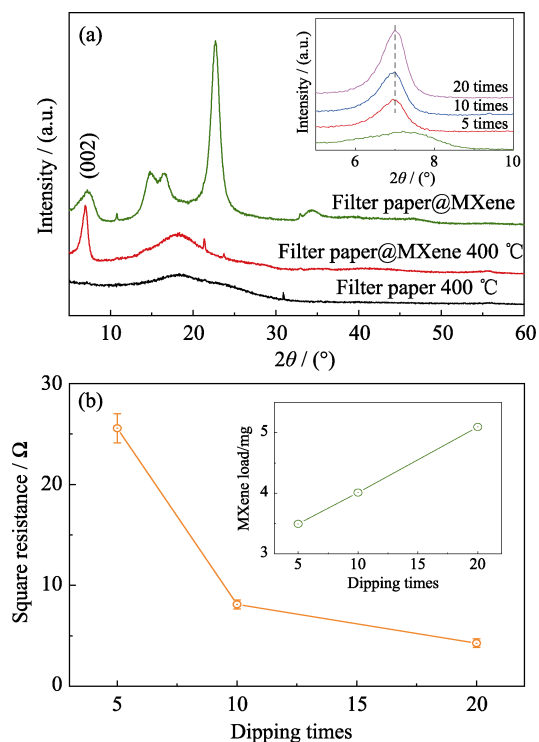 (a)
Intensity / (a.u.)
(002)
Filter paper@MXene
Filter paper@MXene 400 ℃
Filter paper 400 ℃
10 20 30 40 50 60
2θ / (°)
Intensity / (a.u.)
20 times
10 times
5 times
6 8 10
2θ / (°)
(b)
Square resistance / Ω
30
20
10
0
5 10 15 20
Dipping times
MXene load/mg
5
4
3
5 10 15 20
Dipping times